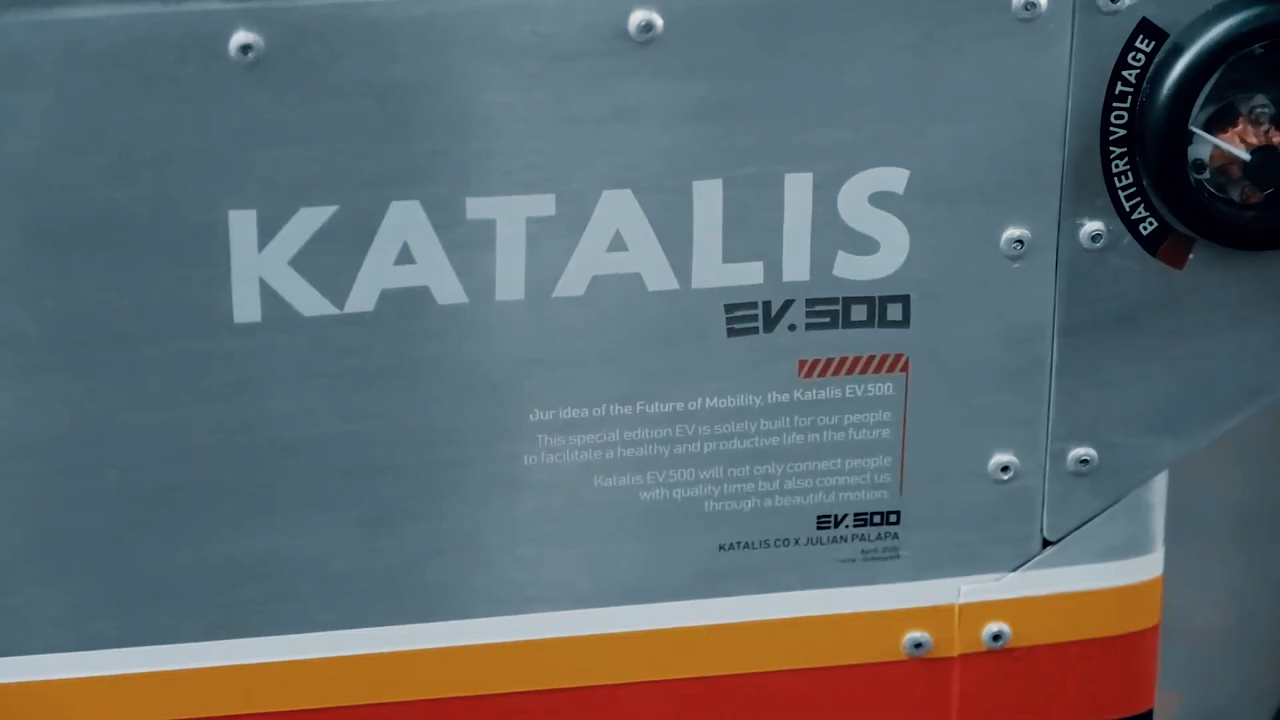 BATTERY VOLTAGE
KATALIS
EV.500
Our idea of the Future of Mobility, the Katalis EV.500.
This special edition EV is solely built for our people,
to facilitate a healthy and productive life in the future.
Katalis EV.500 will not only connect people
with quality time but also connect us
through a beautiful motion.
EV.500
KATALIS.CO X JULIAN PALAPA
April, 2020